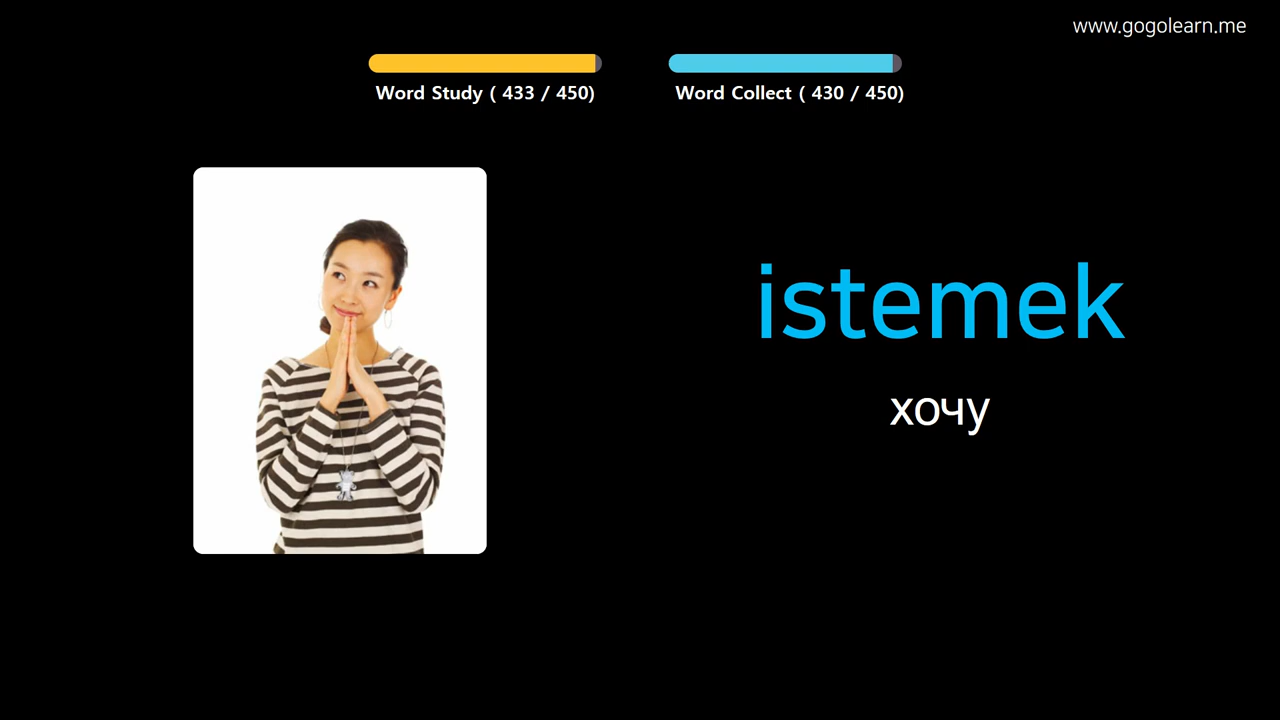 www.gogolearn.me
Word Study ( 433 / 450)
Word Collect ( 430 / 450)
istemek
хочу